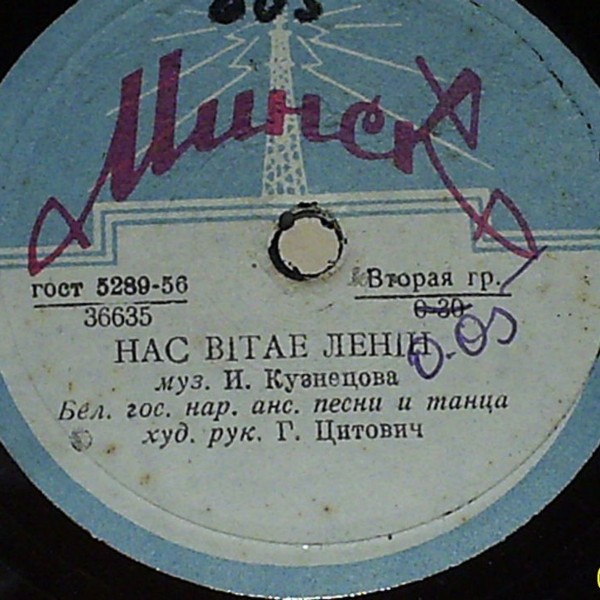 Минск
гост 5289-56
36635
Вторая гр.
0-30
0-05
НАС ВІТАЕ ЛЕНІН
муз. И. Кузнецова
Бел. гос. нар. анс. песни и танца
худ. рук. Г. Цитович